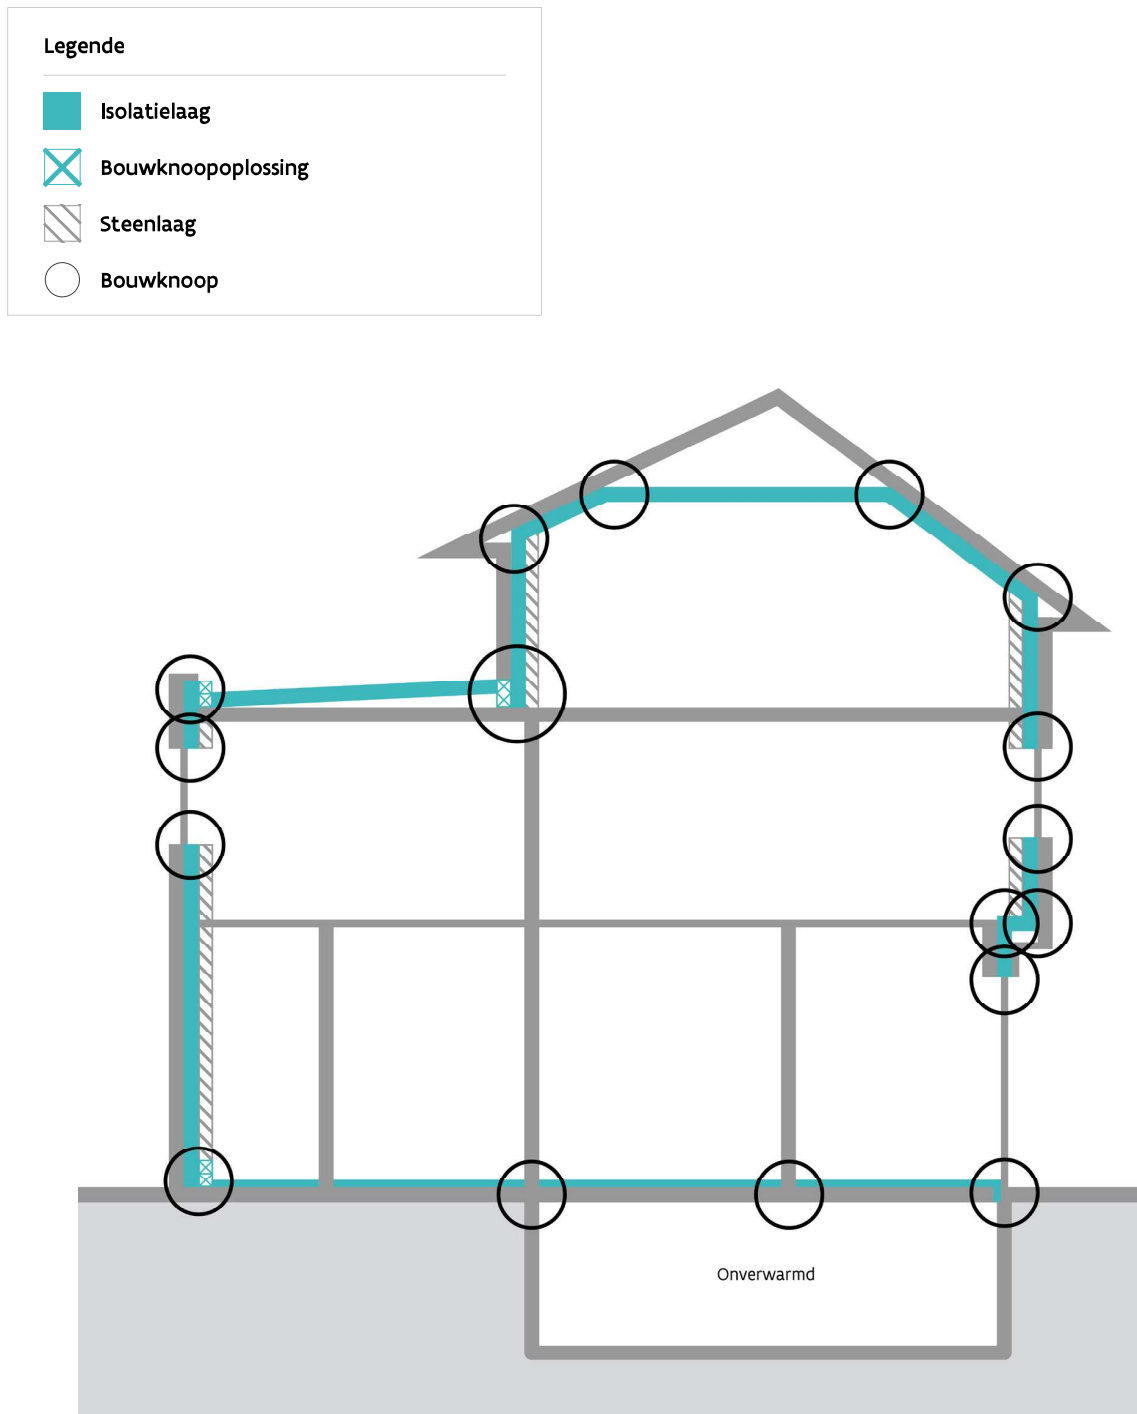 Legende
Isolatielaag
Bouwknoopoplossing
Steenlaag
Bouwknoop
Onverwarmd